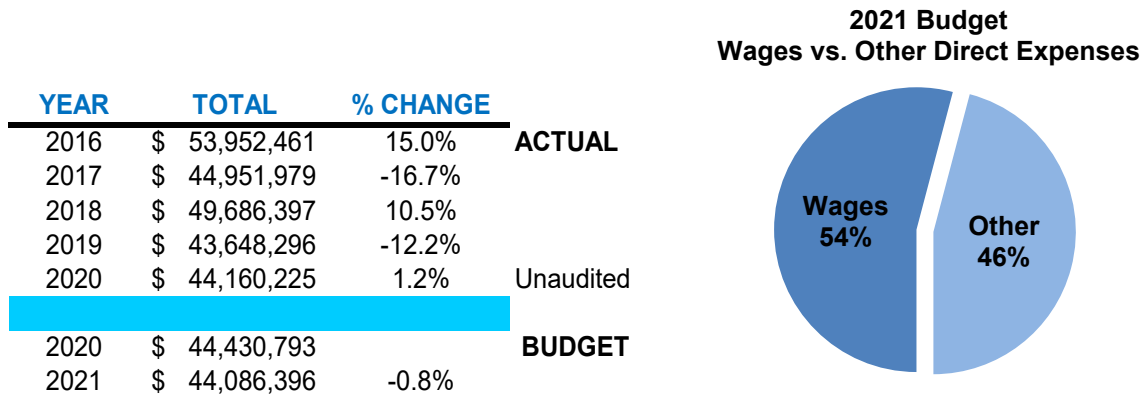 2021 Budget
Wages vs. Other Direct Expenses
YEAR TOTAL % CHANGE
2016 $ 53,952,461 15.0% ACTUAL
2017 $ 44,951,979 -16.7%
2018 $ 49,686,397 10.5%
2019 $ 43,648,296 -12.2%
2020 $ 44,160,225 1.2% Unaudited
2020 $ 44,430,793 BUDGET
2021 $ 44,086,396 -0.8%
Wages
54%
Other
46%